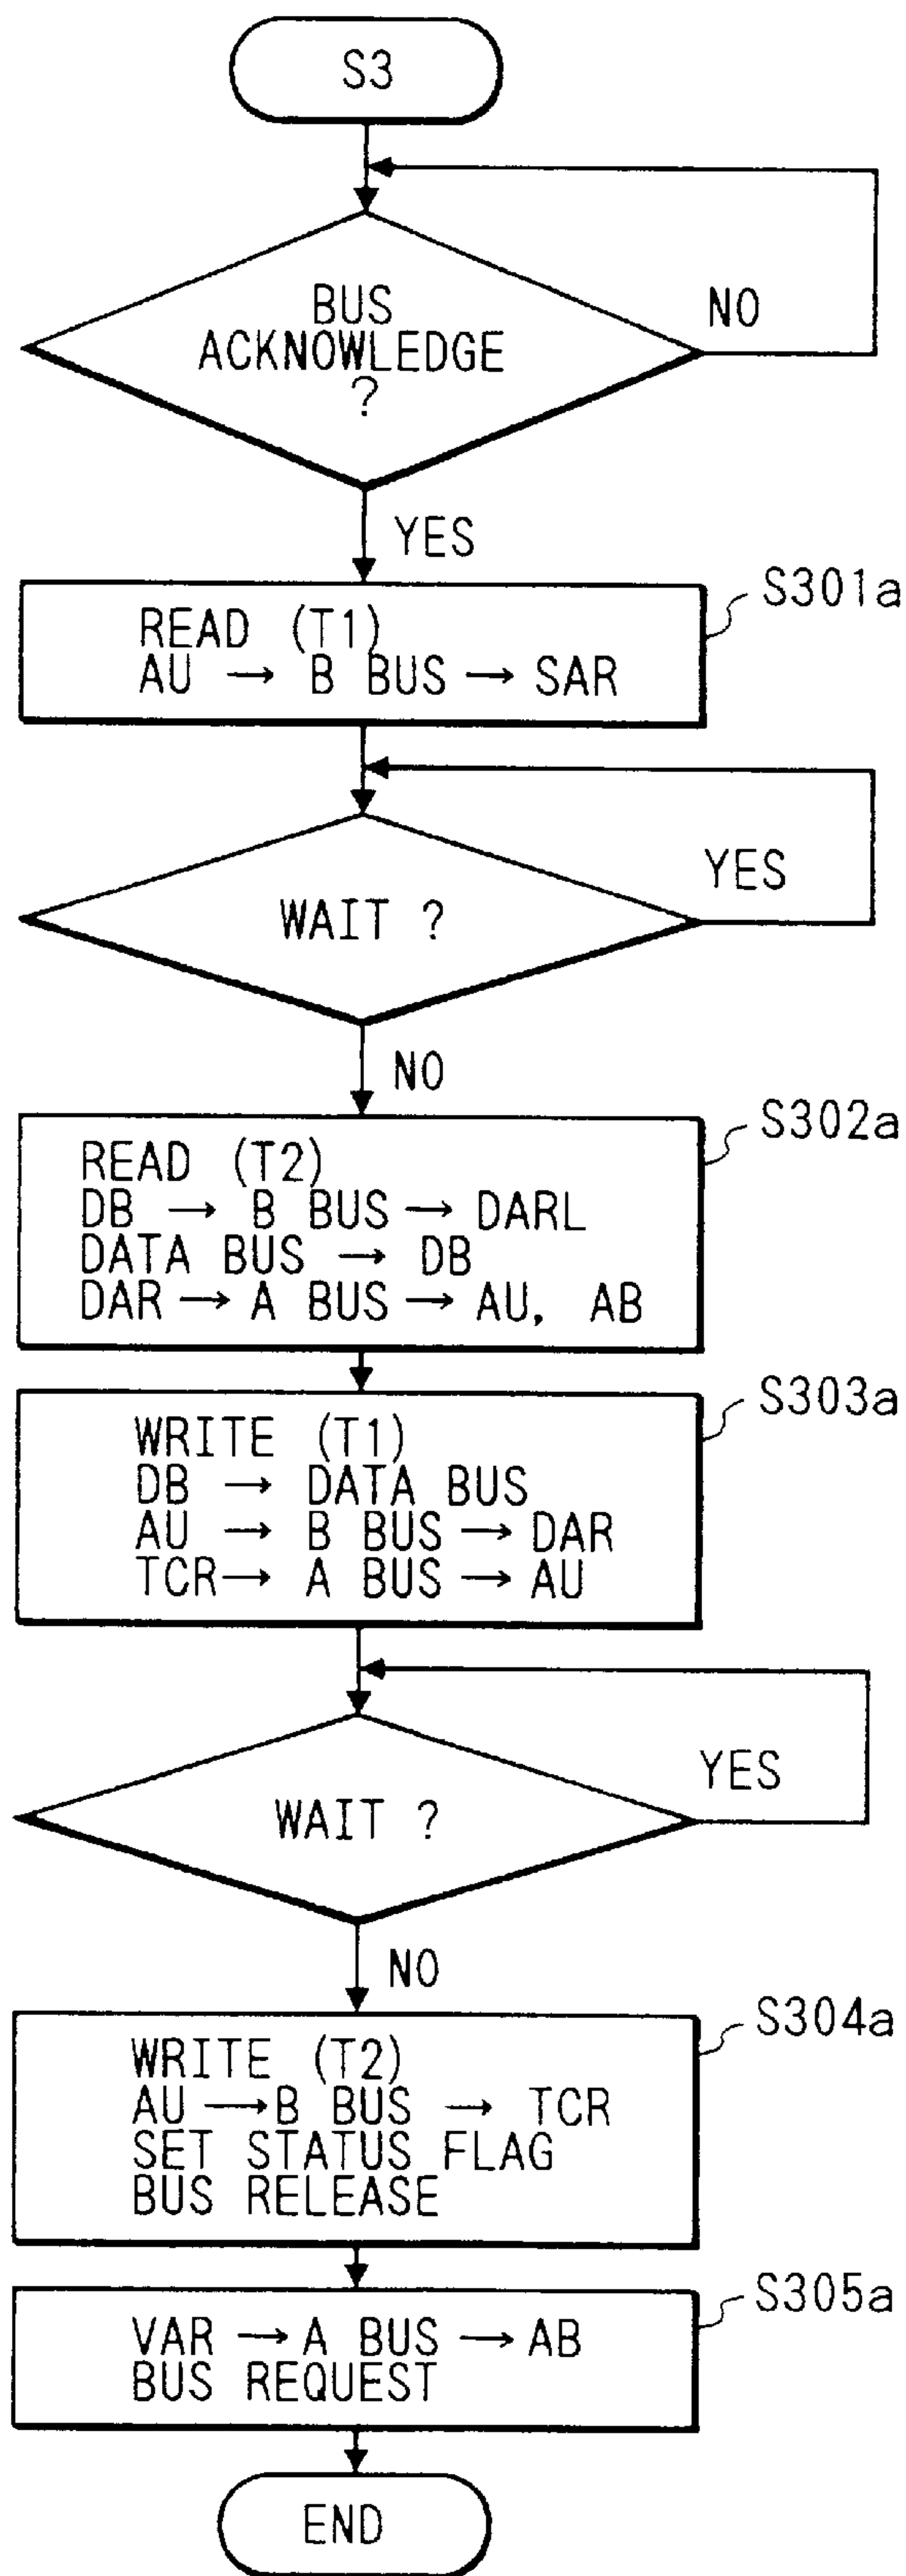 S3
BUS
ACKNOWLEDGE
?
NO
YES
S301a
READ (T1)
AU → B BUS → SAR
WAIT ?
YES
NO
S302a
READ (T2)
DB → B BUS → DARL
DATA BUS → DB
DAR → A BUS → AU, AB
S303a
WRITE (T1)
DB → DATA BUS
AU → B BUS → DAR
TCR → A BUS → AU
WAIT ?
YES
NO
S304a
WRITE (T2)
AU → B BUS → TCR
SET STATUS FLAG
BUS RELEASE
S305a
VAR → A BUS → AB
BUS REQUEST
END